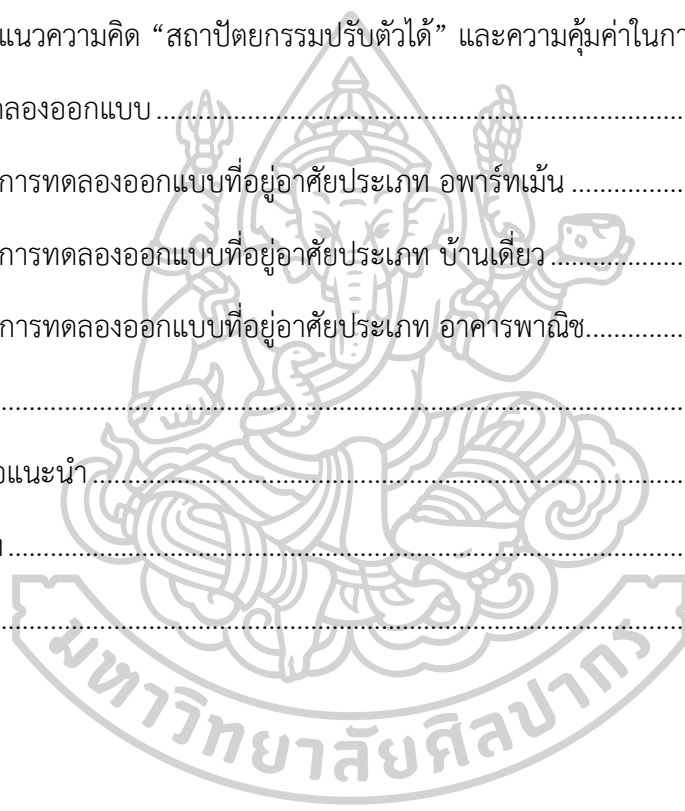 แนวความคิด “สถาปัตยกรรมปรับตัวได้” และความคุ้มค่าในกา
ทดลองออกแบบ ........................................................................
การทดลองออกแบบที่อยู่อาศัยประเภท อพาร์ทเม้น ................
การทดลองออกแบบที่อยู่อาศัยประเภท บ้านเดี่ยว ...................
การทดลองออกแบบที่อยู่อาศัยประเภท อาคารพาณิช..............
...............................................................................................
อแนะนำ ..................................................................................
...............................................................................................
...............................................................................................
มหาวิทยาลัยศิลปากร